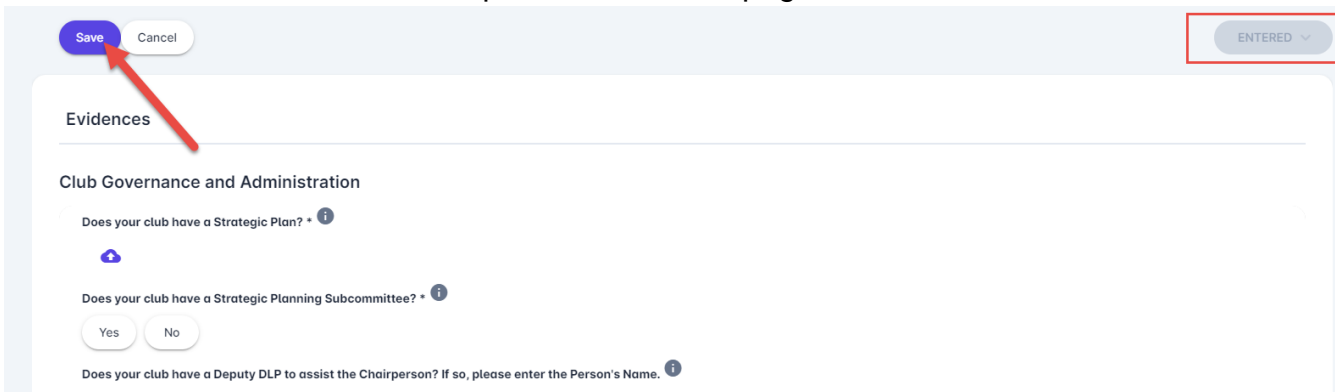 Save Cancel ENTERED
Evidences
Club Governance and Administration
Does your club have a Strategic Plan? *
Does your club have a Strategic Planning Subcommittee? *
Yes No
Does your club have a Deputy DLP to assist the Chairperson? If so, please enter the Person's Name.